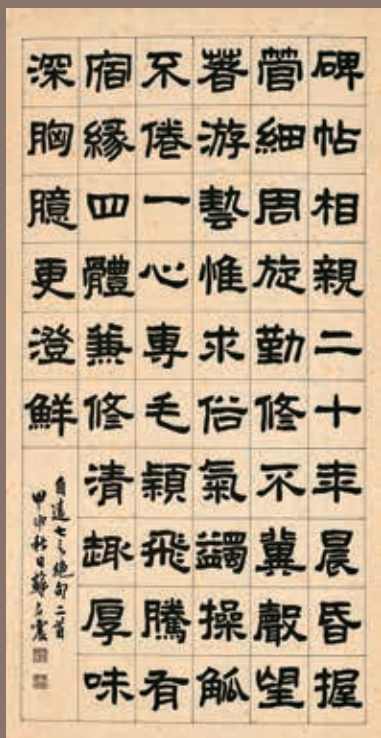 碑帖相親二十年晨昏握
管細周旋勤修不冀聲望
著游藝惟求俗氣蠲操觚
不倦一心專毛穎飛騰有
宿緣四體兼修清趣厚味
深胸臆更澄鮮
自遣七言絕句二首
甲申秋日